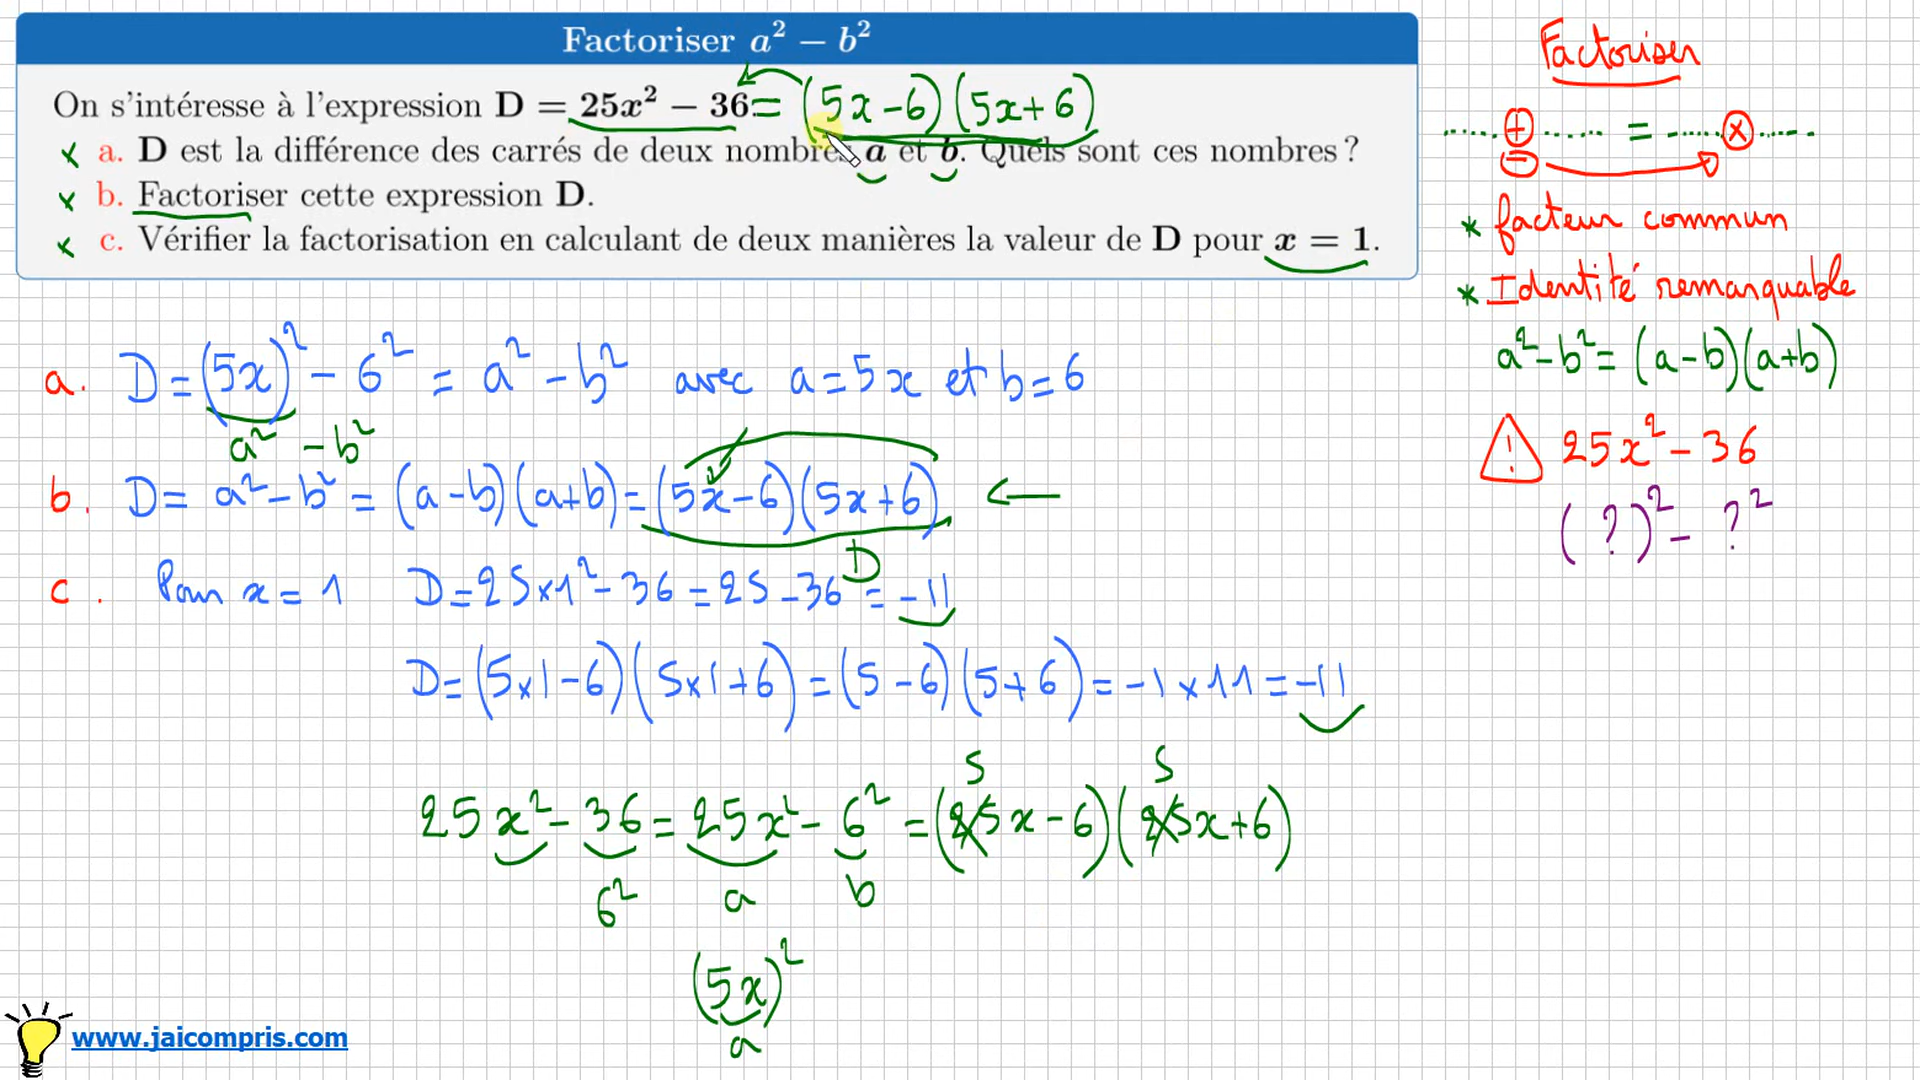 Factoriser a² − b²
On s'intéresse à l'expression D = 25x² − 36 = (5x − 6)(5x + 6)
x a. D est la différence des carrés de deux nombres a et b. Quels sont ces nombres ?
x b. Factoriser cette expression D.
x c. Vérifier la factorisation en calculant de deux manières la valeur de D pour x = 1.
a. D = (5x)² − 6² = a² − b² avec a = 5x et b = 6
a² − b²
b. D = a² − b² = (a − b)(a + b) = (5x − 6)(5x + 6) ←
D
c. Pour x = 1 D = 25×1² − 36 = 25 − 36 = −11
D = (5×1 − 6)(5×1 + 6) = (5 − 6)(5 + 6) = −1 × 11 = −11
5 5
25x² − 36 = 25x² − 6² = (25x − 6)(25x + 6)
6² a b
(5x)²
a
www.jaicompris.com
Factoriser
..... + ..... = ..... × .....
−
* facteur commun
* Identité remarquable
a² − b² = (a − b)(a + b)
! 25x² − 36
( ? )² − ?²